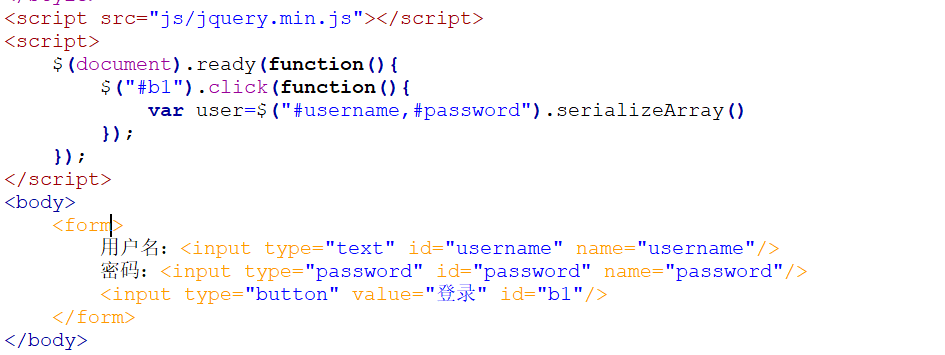 <script src="js/jquery.min.js"></script>
<script>
    $(document).ready(function(){
        $("#b1").click(function(){
            var user=$("#username,#password").serializeArray()
        });
    });
</script>
<body>
    <form>
        用户名：<input type="text" id="username" name="username"/>
        密码：<input type="password" id="password" name="password"/>
        <input type="button" value="登录" id="b1"/>
    </form>
</body>